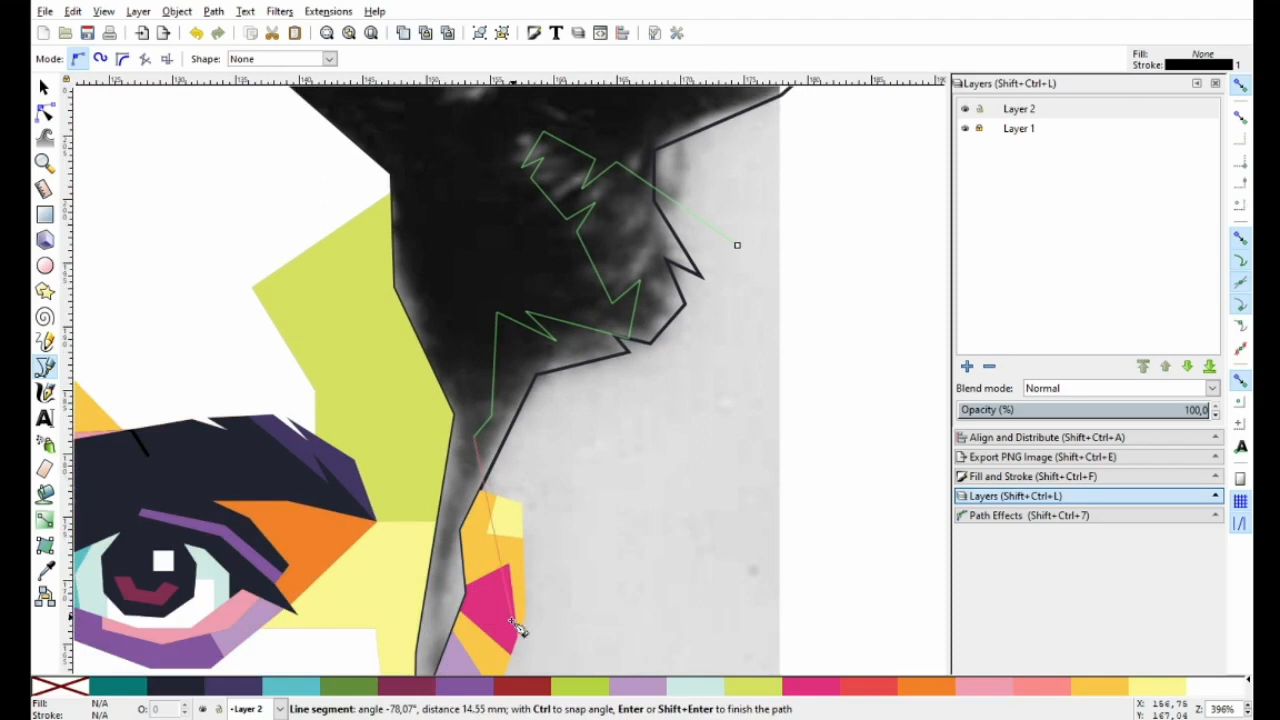 File Edit View Layer Object Path Text Filters Extensions Help
Mode: Shape: None
Fill: None
Stroke: 1
Layers (Shift+Ctrl+L)
Layer 2
Layer 1
Blend mode: Normal
Opacity (%) 100,0
Align and Distribute (Shift+Ctrl+A)
Export PNG Image (Shift+Ctrl+E)
Fill and Stroke (Shift+Ctrl+F)
Layers (Shift+Ctrl+L)
Path Effects (Shift+Ctrl+7)
Fill: N/A
Stroke: N/A
O: 0
-Layer 2
Line segment: angle -78,07°, distance 14.55 mm; with Ctrl to snap angle, Enter or Shift+Enter to finish the path
X: 156,75
Y: 167,06
Z: 396%